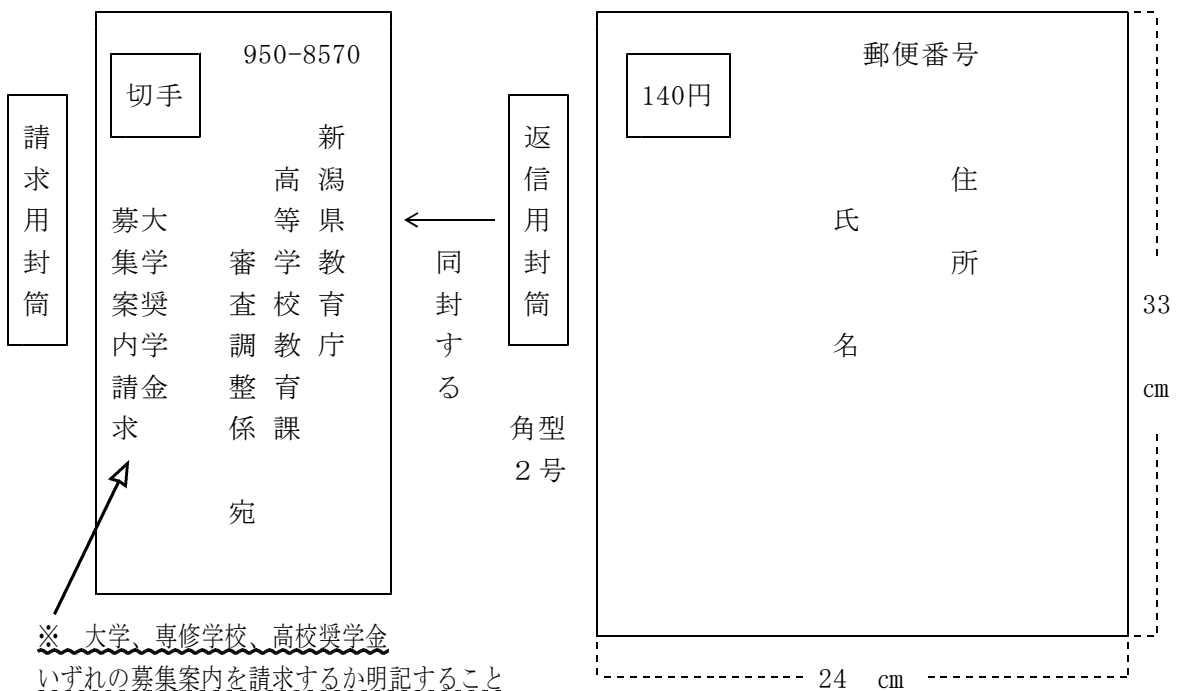 請求用封筒
950-8570
切手
新潟県教育庁
高等学校教育課
審査調整係　宛
大学奨学金
募集案内請求
同封する
返信用封筒
角型
２号
郵便番号
140円
住所
氏名
33 cm
24 cm
※　大学、専修学校、高校奨学金
いずれの募集案内を請求するか明記すること